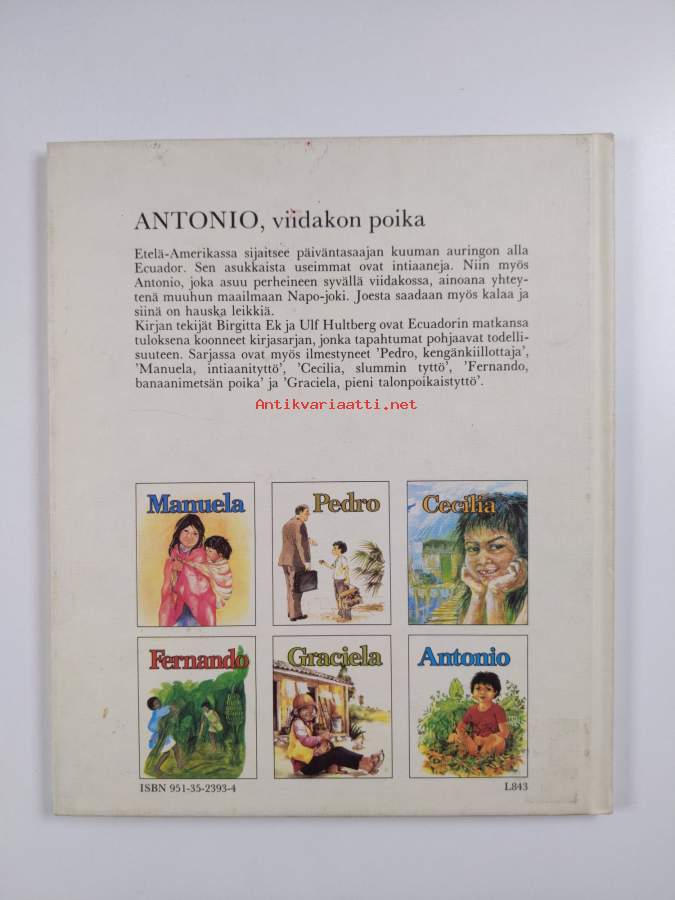 ANTONIO, viidakon poika
Etelä-Amerikassa sijaitsee päiväntasaajan kuuman auringon alla
Ecuador. Sen asukkaista useimmat ovat intiaaneja. Niin myös
Antonio, joka asuu perheineen syvällä viidakossa, ainoana yhtey-
tenä muuhun maailmaan Napo-joki. Joesta saadaan myös kalaa ja
siinä on hauska leikkiä.
Kirjan tekijät Birgitta Ek ja Ulf Hultberg ovat Ecuadorin matkansa
tuloksena koonneet kirjasarjan, jonka tapahtumat pohjaavat todelli-
suuteen. Sarjassa ovat myös ilmestyneet 'Pedro, kengänkiillottaja',
'Manuela, intiaanityttö', 'Cecilia, slummin tyttö', 'Fernando,
banaanimetsän poika' ja 'Graciela, pieni talonpoikaistyttö'.
Antikvariaatti.net
Manuela
Pedro
Cecilia
Fernando
Graciela
Antonio
ISBN 951-35-2393-4
L843